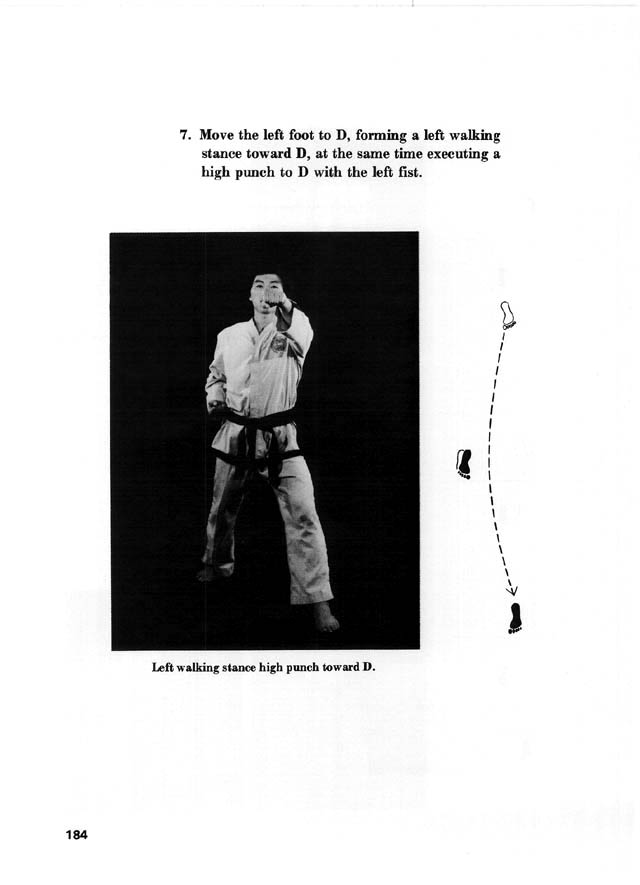 7. Move the left foot to D, forming a left walking
stance toward D, at the same time executing a
high punch to D with the left fist.
Left walking stance high punch toward D.
184